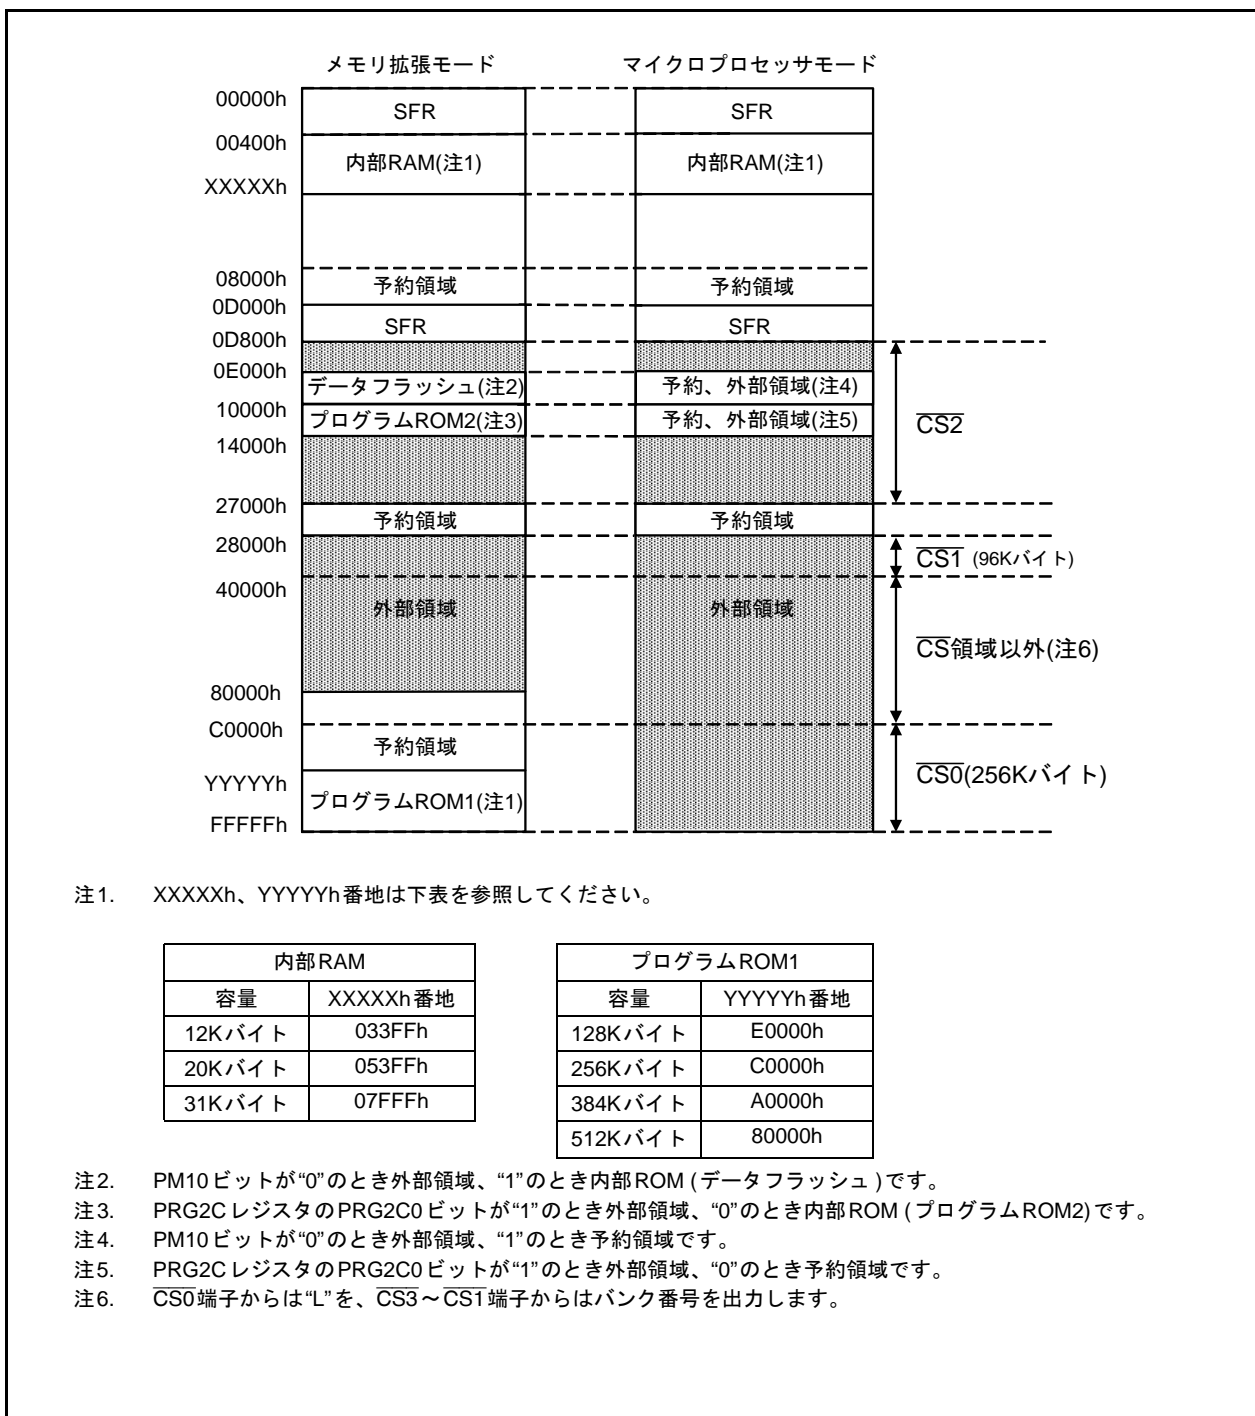 メモリ拡張モード マイクロプロセッサモード
00000h SFR SFR
00400h
内部RAM(注1) 内部RAM(注1)
XXXXXh
08000h 予約領域 予約領域
0D000h
SFR SFR
0D800h
0E000h
データフラッシュ(注2) 予約、外部領域(注4)
10000h
プログラムROM2(注3) 予約、外部領域(注5) CS2
14000h
27000h
予約領域 予約領域
28000h
CS1 (96Kバイト)
40000h
外部領域 外部領域
CS領域以外(注6)
80000h
C0000h
予約領域
CS0(256Kバイト)
YYYYYh
プログラムROM1(注1)
FFFFFh
注1. XXXXXh、YYYYYh番地は下表を参照してください。
内部RAM
容量 XXXXXh番地
12Kバイト 033FFh
20Kバイト 053FFh
31Kバイト 07FFFh
プログラムROM1
容量 YYYYYh番地
128Kバイト E0000h
256Kバイト C0000h
384Kバイト A0000h
512Kバイト 80000h
注2. PM10ビットが“0”のとき外部領域、“1”のとき内部ROM (データフラッシュ)です。
注3. PRG2CレジスタのPRG2C0ビットが“1”のとき外部領域、“0”のとき内部ROM (プログラムROM2)です。
注4. PM10ビットが“0”のとき外部領域、“1”のとき予約領域です。
注5. PRG2CレジスタのPRG2C0ビットが“1”のとき外部領域、“0”のとき予約領域です。
注6. CS0端子からは“L”を、CS3～CS1端子からはバンク番号を出力します。